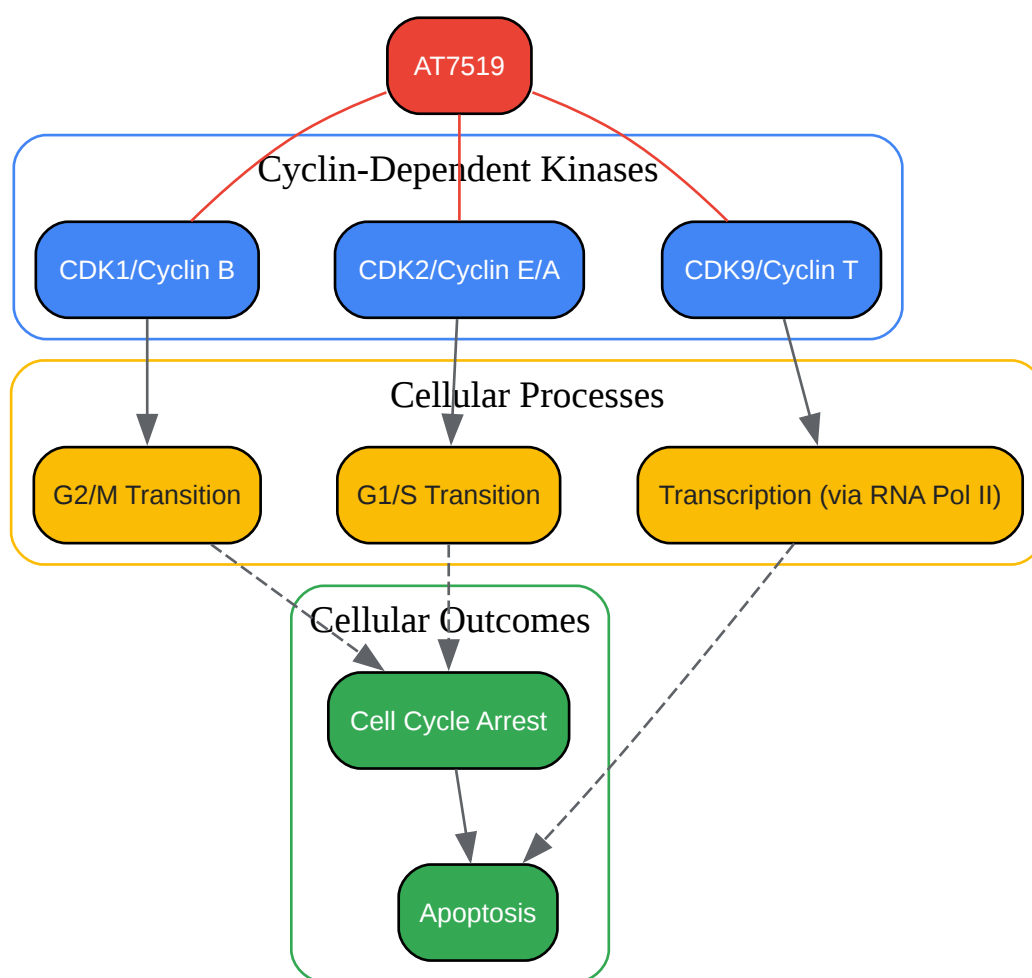 AT7519
Cyclin-Dependent Kinases
CDK1/Cyclin B
CDK2/Cyclin E/A
CDK9/Cyclin T
Cellular Processes
G2/M Transition
G1/S Transition
Transcription (via RNA Pol II)
Cellular Outcomes
Cell Cycle Arrest
Apoptosis